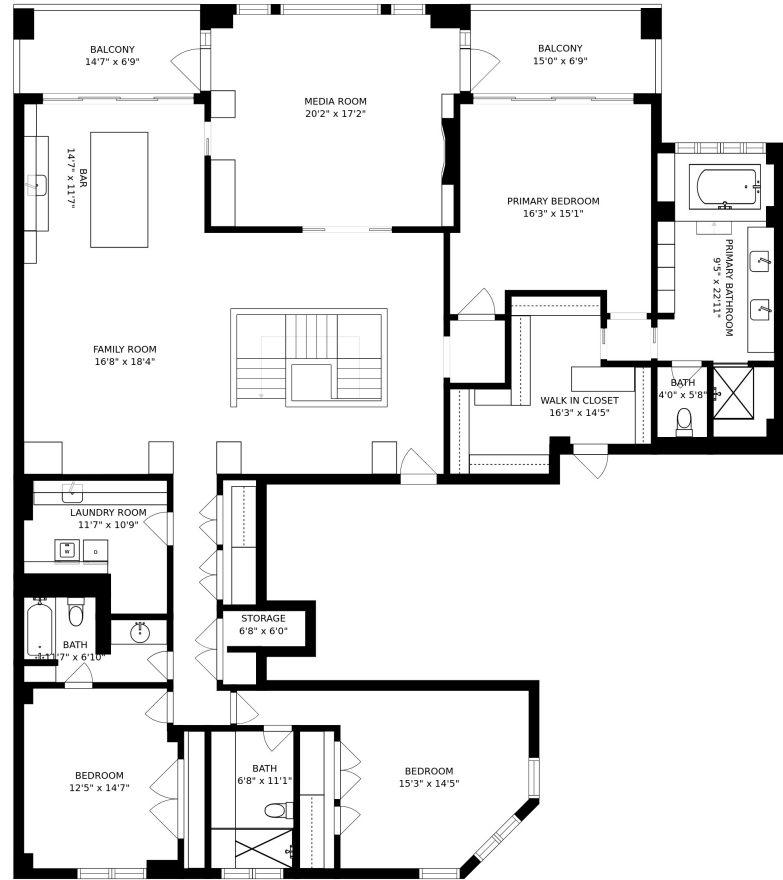 BALCONY
14'7" x 6'9"
BALCONY
15'0" x 6'9"
MEDIA ROOM
20'2" x 17'2"
BAR
14'7" x 11'7"
PRIMARY BEDROOM
16'3" x 15'1"
PRIMARY BATHROOM
9'5" x 22'11"
FAMILY ROOM
16'8" x 18'4"
BATH
4'0" x 5'8"
WALK IN CLOSET
16'3" x 14'5"
LAUNDRY ROOM
11'7" x 10'9"
W
D
STORAGE
6'8" x 6'0"
BATH
11'7" x 6'10"
BEDROOM
12'5" x 14'7"
BATH
6'8" x 11'1"
BEDROOM
15'3" x 14'5"